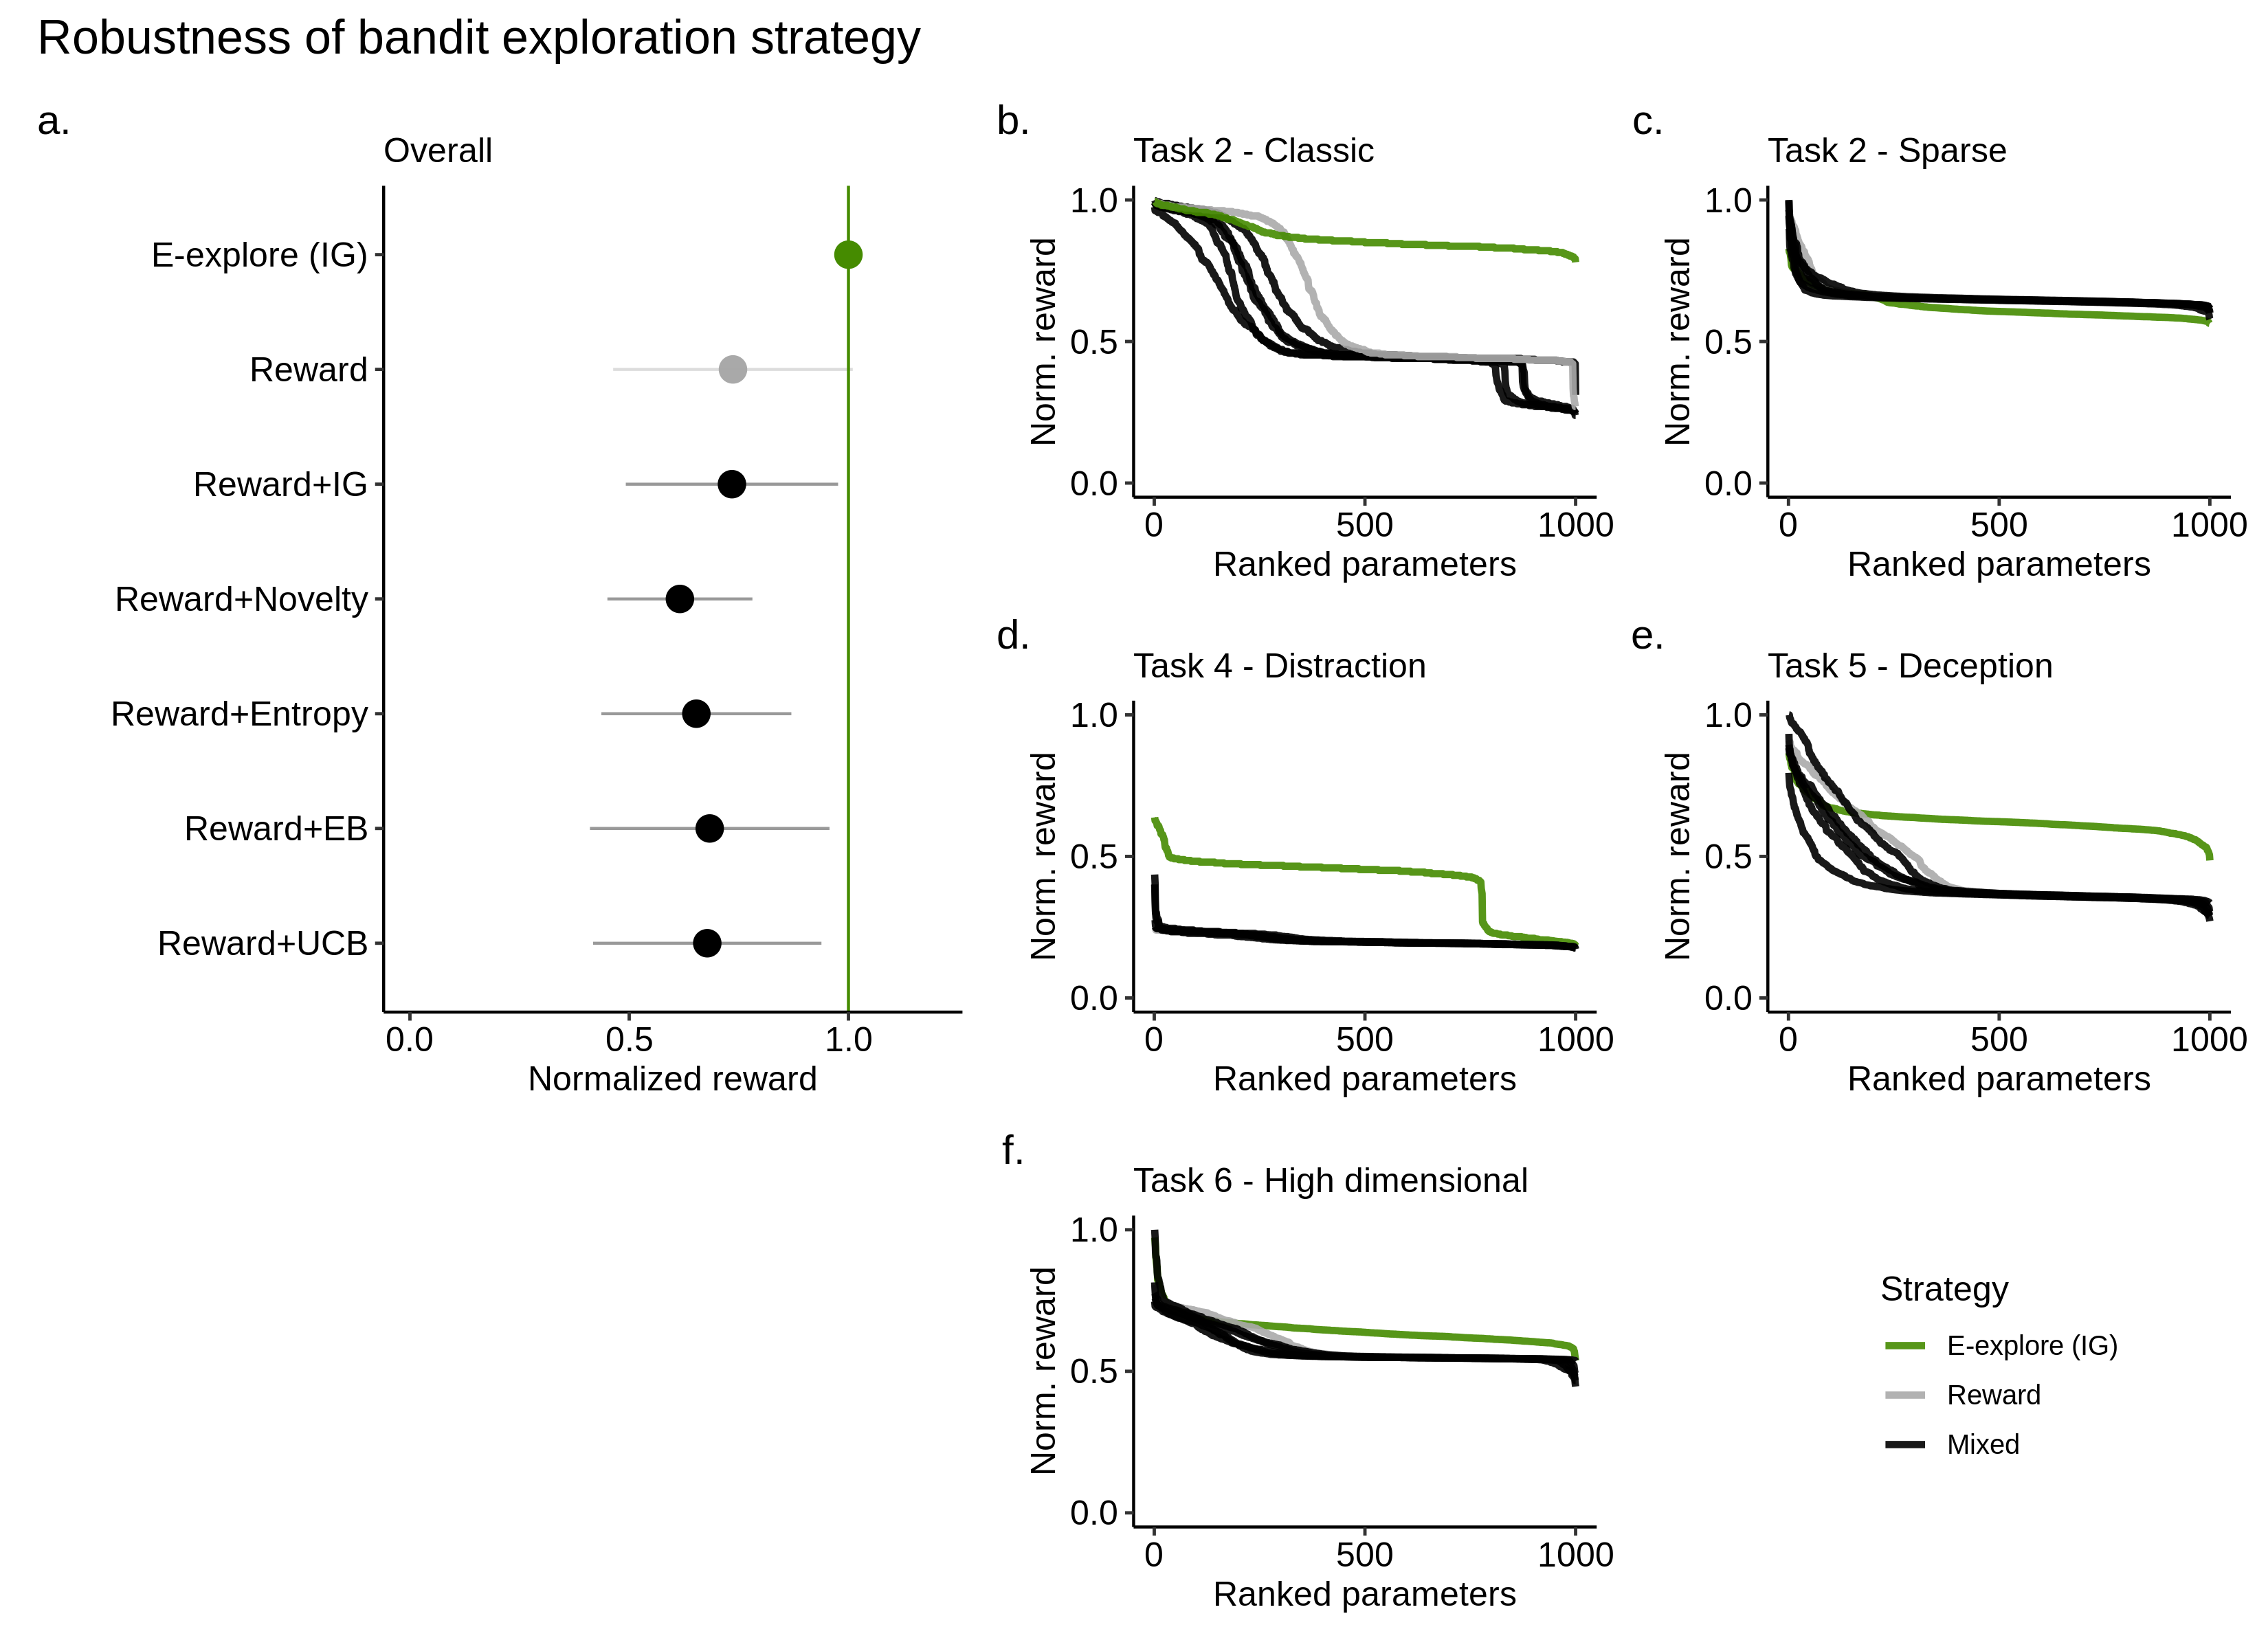 Robustness of bandit exploration strategy
a.
Overall
E-explore (IG)
Reward
Reward+IG
Reward+Novelty
Reward+Entropy
Reward+EB
Reward+UCB
0.0 0.5 1.0
Normalized reward
b.
Task 2 - Classic
Norm. reward
1.0
0.5
0.0
0 500 1000
Ranked parameters
c.
Task 2 - Sparse
Norm. reward
1.0
0.5
0.0
0 500 1000
Ranked parameters
d.
Task 4 - Distraction
Norm. reward
1.0
0.5
0.0
0 500 1000
Ranked parameters
e.
Task 5 - Deception
Norm. reward
1.0
0.5
0.0
0 500 1000
Ranked parameters
f.
Task 6 - High dimensional
Norm. reward
1.0
0.5
0.0
0 500 1000
Ranked parameters
Strategy
E-explore (IG)
Reward
Mixed